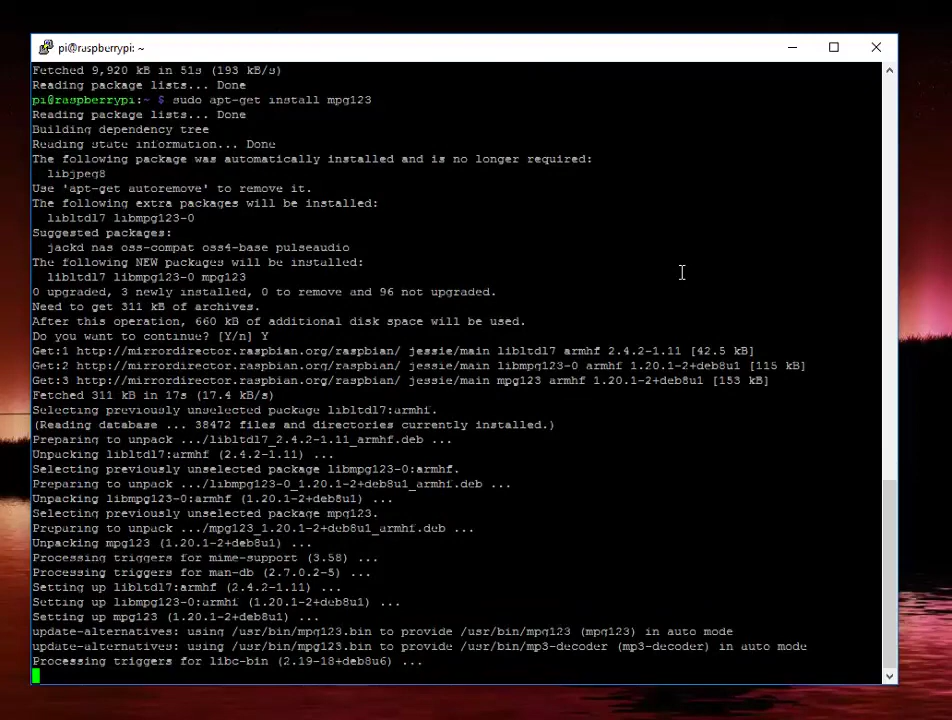 pi@raspberrypi: ~
Fetched 9,920 kB in 51s (193 kB/s)
Reading package lists... Done
pi@raspberrypi:~ $ sudo apt-get install mpg123
Reading package lists... Done
Building dependency tree
Reading state information... Done
The following package was automatically installed and is no longer required:
libjpeg8
Use 'apt-get autoremove' to remove it.
The following extra packages will be installed:
libltdl7 libmpg123-0
Suggested packages:
jackd nas oss-compat oss4-base pulseaudio
The following NEW packages will be installed:
libltdl7 libmpg123-0 mpg123
0 upgraded, 3 newly installed, 0 to remove and 96 not upgraded.
Need to get 311 kB of archives.
After this operation, 660 kB of additional disk space will be used.
Do you want to continue? [Y/n] Y
Get:1 http://mirrordirector.raspbian.org/raspbian/ jessie/main libltdl7 armhf 2.4.2-1.11 [42.5 kB]
Get:2 http://mirrordirector.raspbian.org/raspbian/ jessie/main libmpg123-0 armhf 1.20.1-2+deb8u1 [115 kB]
Get:3 http://mirrordirector.raspbian.org/raspbian/ jessie/main mpg123 armhf 1.20.1-2+deb8u1 [153 kB]
Fetched 311 kB in 17s (17.4 kB/s)
Selecting previously unselected package libltdl7:armhf.
(Reading database ... 38472 files and directories currently installed.)
Preparing to unpack .../libltdl7_2.4.2-1.11_armhf.deb ...
Unpacking libltdl7:armhf (2.4.2-1.11) ...
Selecting previously unselected package libmpg123-0:armhf.
Preparing to unpack .../libmpg123-0_1.20.1-2+deb8u1_armhf.deb ...
Unpacking libmpg123-0:armhf (1.20.1-2+deb8u1) ...
Selecting previously unselected package mpg123.
Preparing to unpack .../mpg123_1.20.1-2+deb8u1_armhf.deb ...
Unpacking mpg123 (1.20.1-2+deb8u1) ...
Processing triggers for mime-support (3.58) ...
Processing triggers for man-db (2.7.0.2-5) ...
Setting up libltdl7:armhf (2.4.2-1.11) ...
Setting up libmpg123-0:armhf (1.20.1-2+deb8u1) ...
Setting up mpg123 (1.20.1-2+deb8u1) ...
update-alternatives: using /usr/bin/mpg123.bin to provide /usr/bin/mpg123 (mpg123) in auto mode
update-alternatives: using /usr/bin/mpg123.bin to provide /usr/bin/mp3-decoder (mp3-decoder) in auto mode
Processing triggers for libc-bin (2.19-18+deb8u6) ...